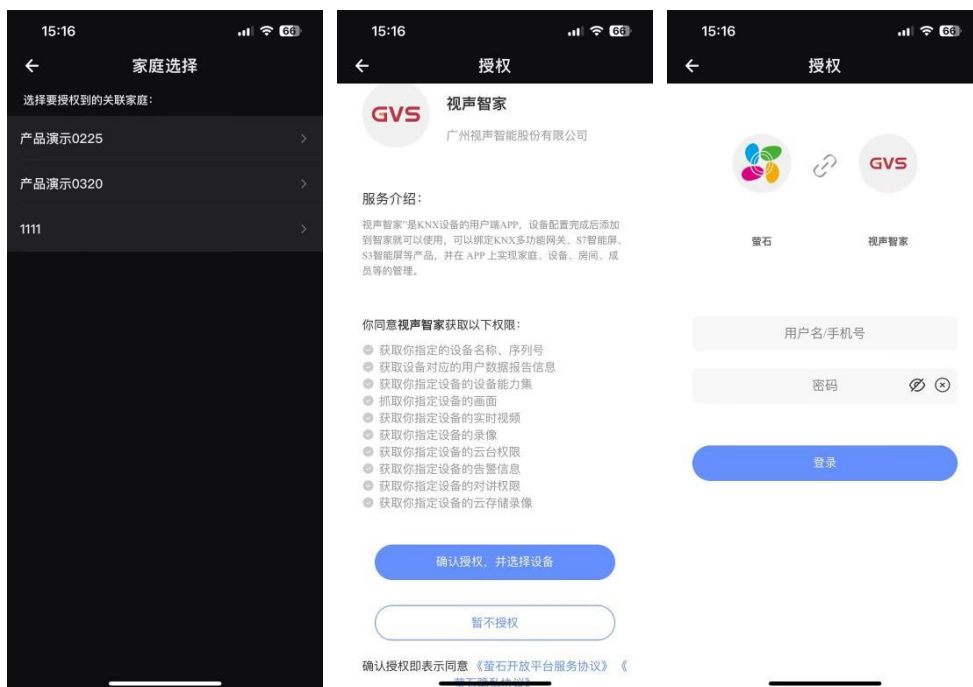 15:16
66
家庭选择
选择要授权到的关联家庭：
产品演示0225
产品演示0320
1111
15:16
66
授权
GVS
视声智家
广州视声智能股份有限公司
服务介绍：
视声智家"是KNX设备的用户端APP，设备配置完成后添加
到智家就可以使用，可以绑定KNX多功能网关、S7智能屏、
S3智能屏等产品，并在 APP 上实现家庭、设备、房间、成
员等的管理。
你同意视声智家获取以下权限：
获取你指定的设备名称、序列号
获取设备对应的用户数据报告信息
获取你指定设备的设备能力集
抓取你指定设备的画面
获取你指定设备的实时视频
获取你指定设备的录像
获取你指定设备的云台权限
获取你指定设备的告警信息
获取你指定设备的对讲权限
获取你指定设备的云存储录像
确认授权，并选择设备
暂不授权
确认授权即表示同意《萤石开放平台服务协议》《
15:16
66
授权
GVS
萤石
视声智家
用户名/手机号
密码
登录